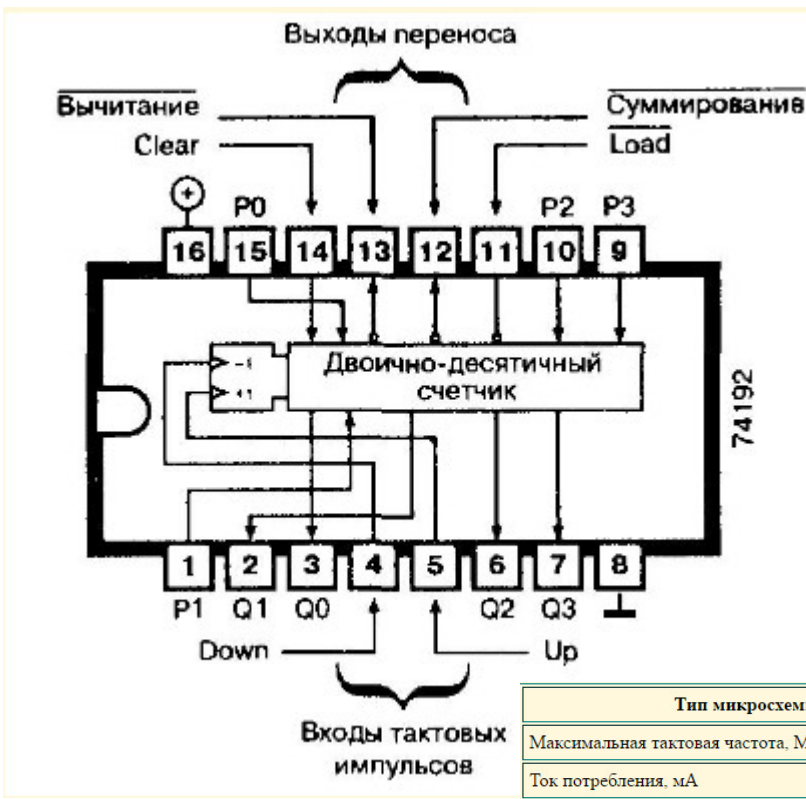 Выходы переноса
Вычитание Суммирование
Clear Load
P0 P2 P3
16 15 14 13 12 11 10 9
-1
+1
Двоично-десятичный
счетчик
74192
1 2 3 4 5 6 7 8
P1 Q1 Q0 Q2 Q3
Down Up
Входы тактовых
импульсов
Тип микросхем
Максимальная тактовая частота, М
Ток потребления, мА